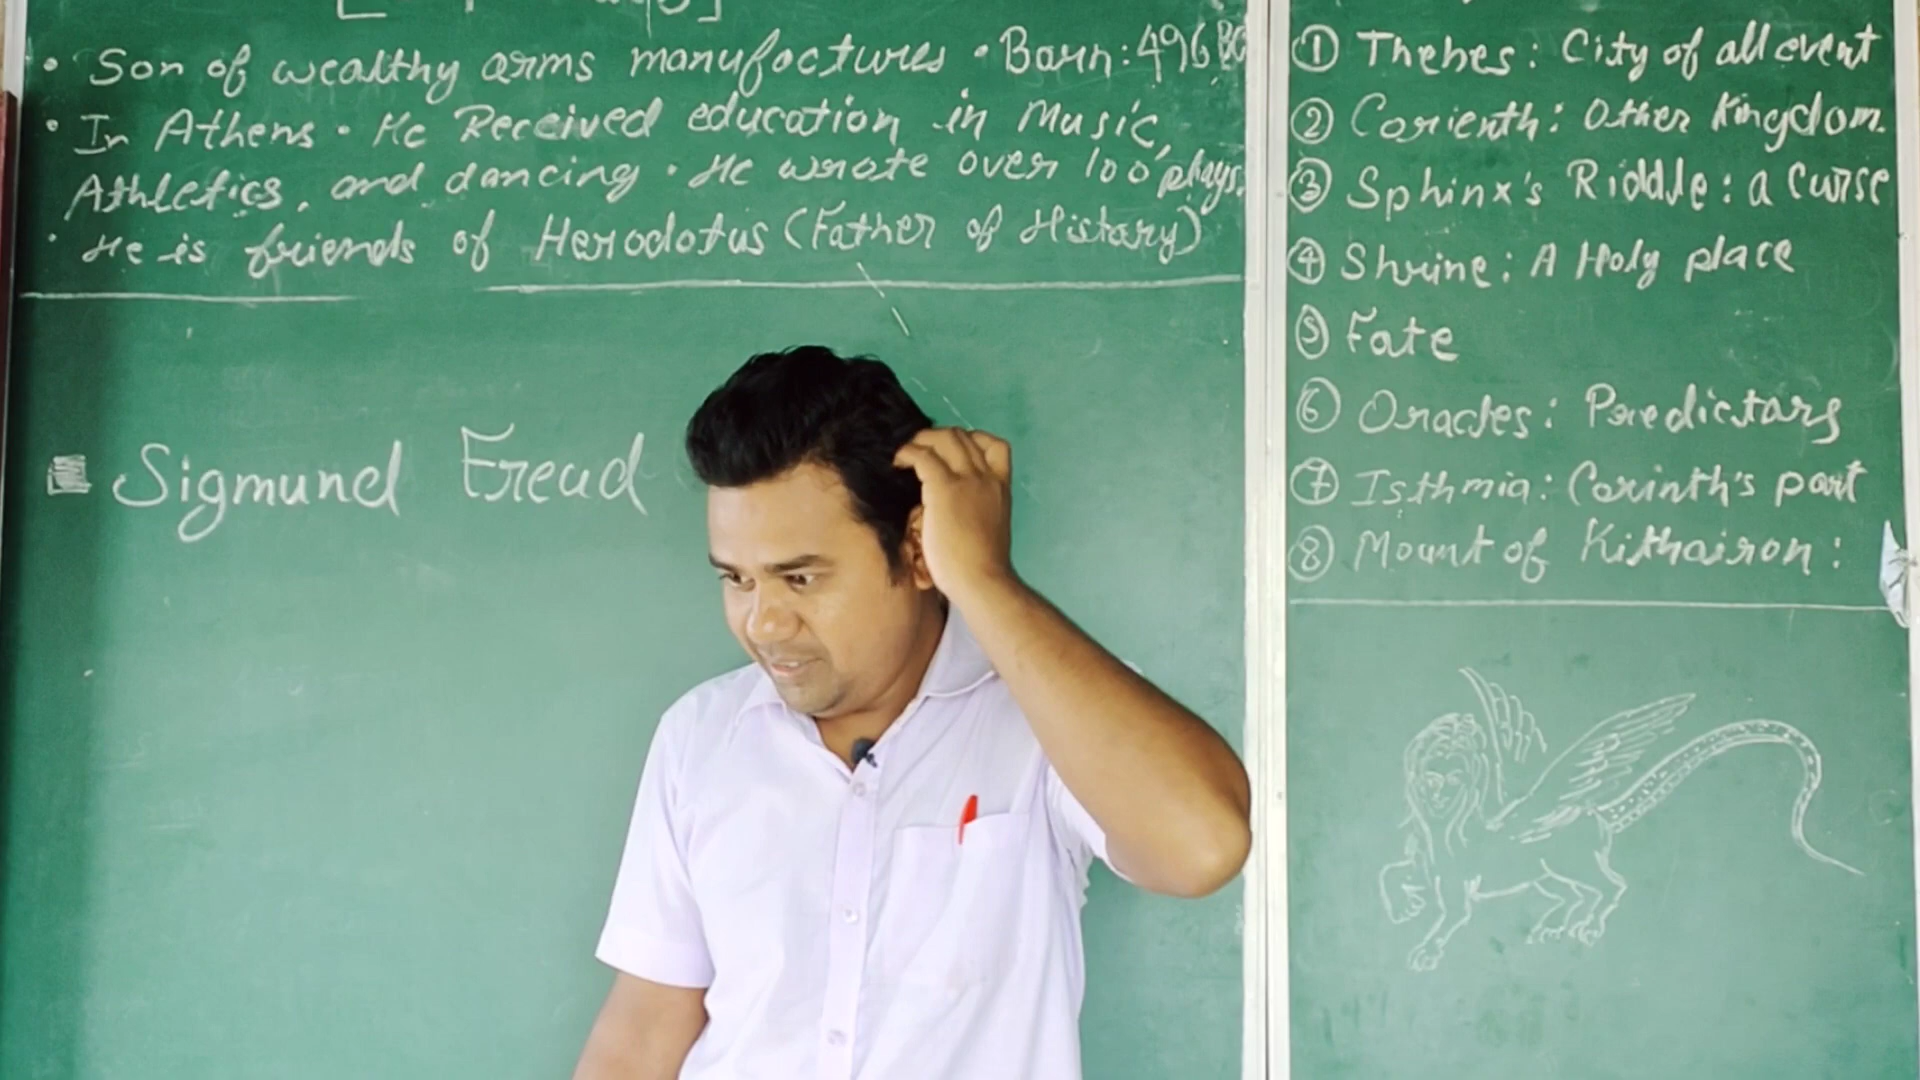 • Son of wealthy arms manufactures • Born: 496 BC
• In Athens • He Received education in Music,
Athletics, and dancing • He wrote over 100 plays.
• He is friends of Herodotus (Father of History)
Sigmund Freud
① Thebes: City of all event
② Corienth: Other Kingdom.
③ Sphinx's Riddle: a Curse
④ Shrine: A Holy place
⑤ Fate
⑥ Oracles: Predictars
⑦ Isthmia: Corinth's part
⑧ Mount of Kithairon: